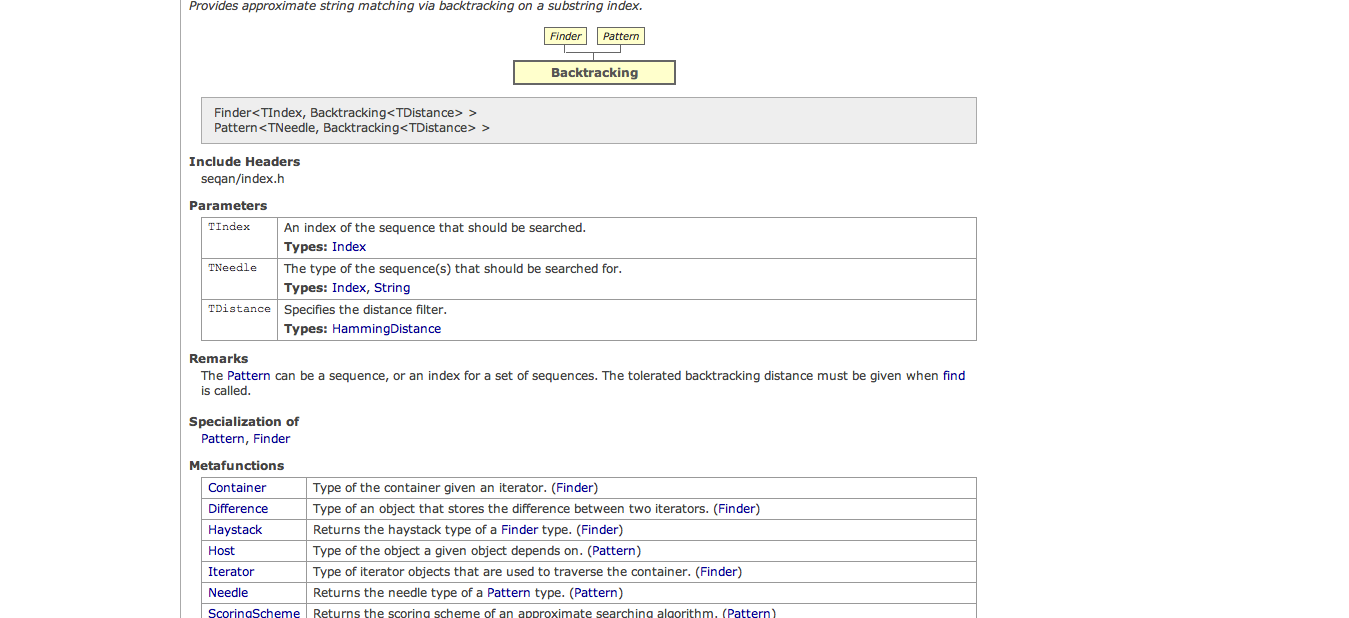 Provides approximate string matching via backtracking on a substring index.
Finder Pattern
Backtracking
Finder<TIndex, Backtracking<TDistance> >
Pattern<TNeedle, Backtracking<TDistance> >
Include Headers
seqan/index.h
Parameters
TIndex An index of the sequence that should be searched.
Types: Index
TNeedle The type of the sequence(s) that should be searched for.
Types: Index, String
TDistance Specifies the distance filter.
Types: HammingDistance
Remarks
The Pattern can be a sequence, or an index for a set of sequences. The tolerated backtracking distance must be given when find
is called.
Specialization of
Pattern, Finder
Metafunctions
Container Type of the container given an iterator. (Finder)
Difference Type of an object that stores the difference between two iterators. (Finder)
Haystack Returns the haystack type of a Finder type. (Finder)
Host Type of the object a given object depends on. (Pattern)
Iterator Type of iterator objects that are used to traverse the container. (Finder)
Needle Returns the needle type of a Pattern type. (Pattern)
ScoringScheme Returns the scoring scheme of an approximate searching algorithm. (Pattern)